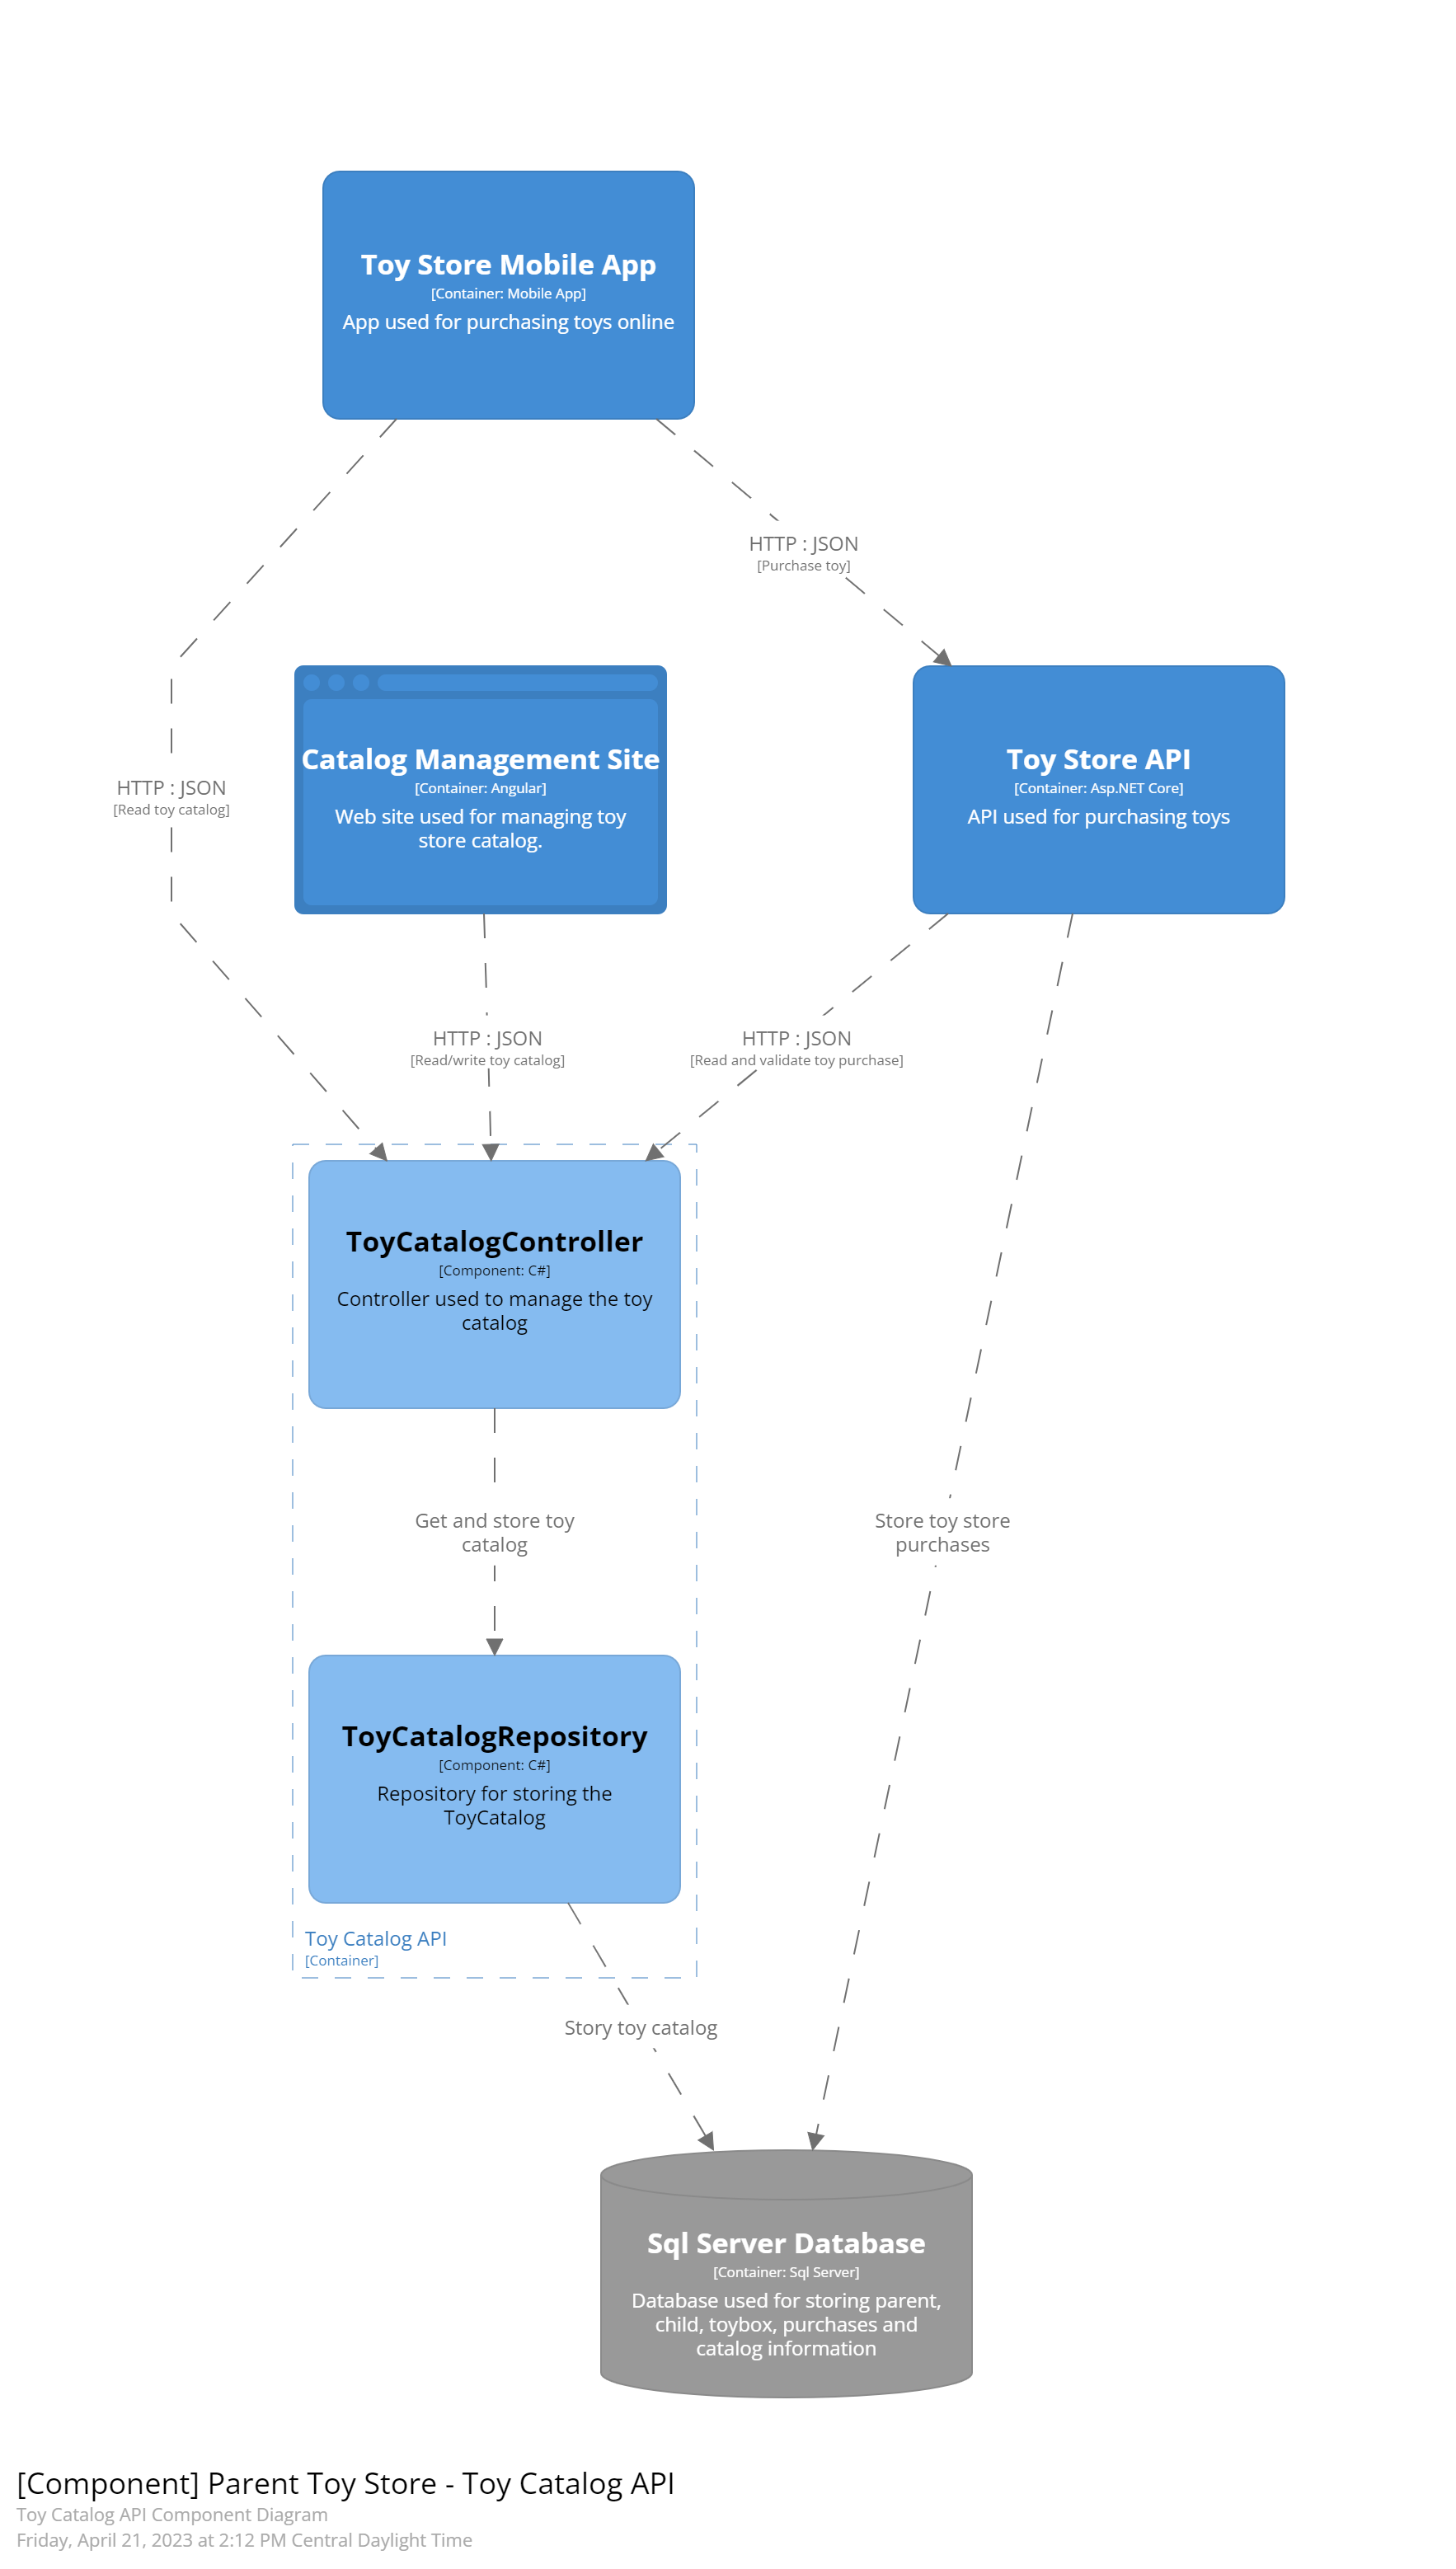 Toy Store Mobile App
[Container: Mobile App]
App used for purchasing toys online
HTTP : JSON
[Purchase toy]
Catalog Management Site
[Container: Angular]
Web site used for managing toy
store catalog.
Toy Store API
[Container: Asp.NET Core]
API used for purchasing toys
HTTP : JSON
[Read toy catalog]
HTTP : JSON
[Read/write toy catalog]
HTTP : JSON
[Read and validate toy purchase]
ToyCatalogController
[Component: C#]
Controller used to manage the toy
catalog
Get and store toy
catalog
Store toy store
purchases
ToyCatalogRepository
[Component: C#]
Repository for storing the
ToyCatalog
Toy Catalog API
[Container]
Story toy catalog
Sql Server Database
[Container: Sql Server]
Database used for storing parent,
child, toybox, purchases and
catalog information
[Component] Parent Toy Store - Toy Catalog API
Toy Catalog API Component Diagram
Friday, April 21, 2023 at 2:12 PM Central Daylight Time